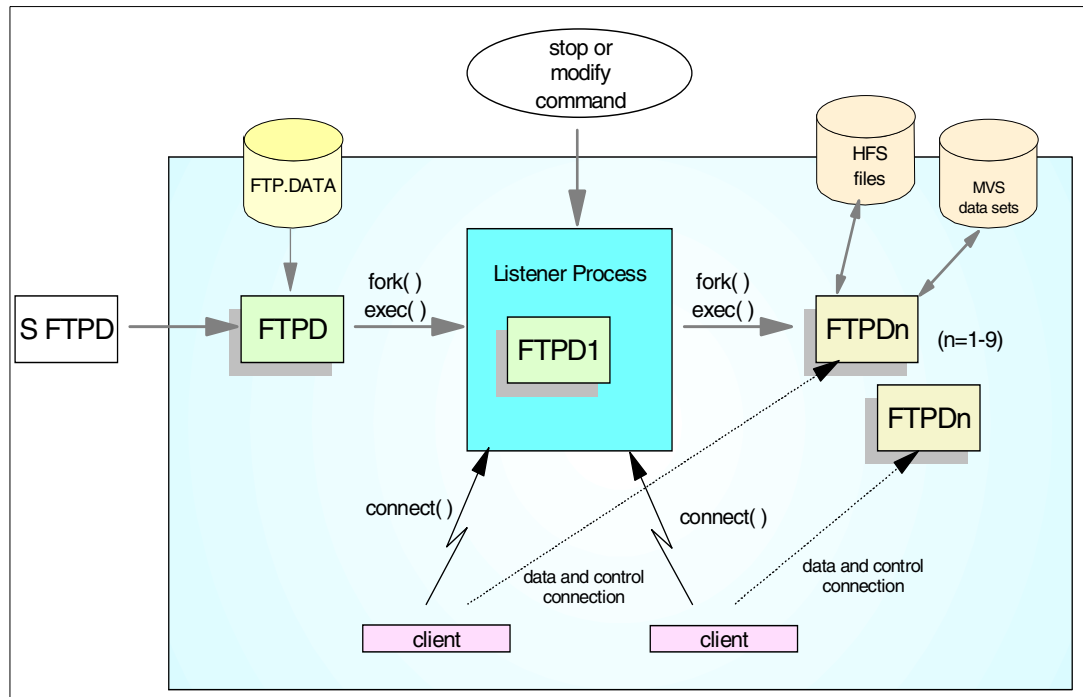 stop or
modify
command
HFS
files
FTP.DATA
MVS
data sets
Listener Process
fork( )
exec( )
fork( )
exec( )
S FTPD
FTPD
FTPD1
FTPDn
(n=1-9)
FTPDn
connect( )
connect( )
data and control
connection
data and control
connection
client
client